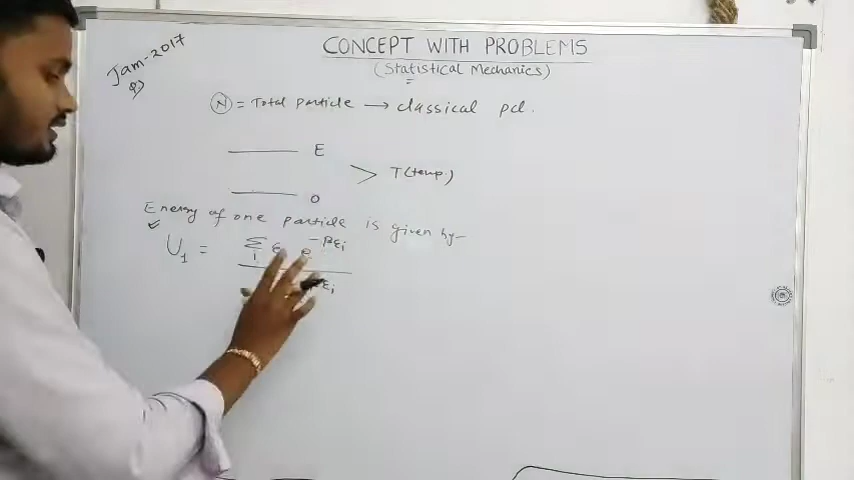 Jam-2017
CONCEPT WITH PROBLEMS
(Statistical Mechanics)
(N) = Total particle → classical pcl.
E
> T(temp.)
0
Energy of one particle is given by-
U₁ = Σᵢ e^-βεᵢ
εᵢ